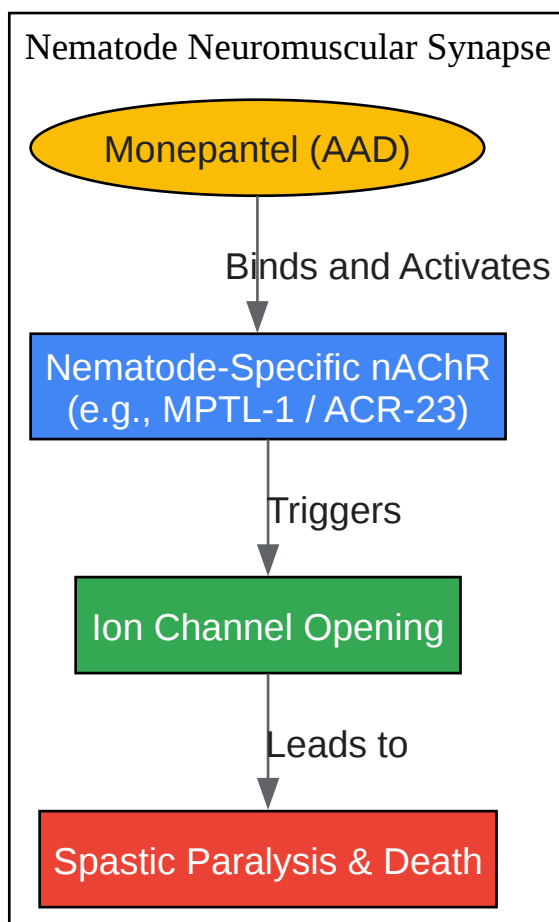 Nematode Neuromuscular Synapse
Monepantel (AAD)
Binds and Activates
Nematode-Specific nAChR
(e.g., MPTL-1 / ACR-23)
Triggers
Ion Channel Opening
Leads to
Spastic Paralysis & Death